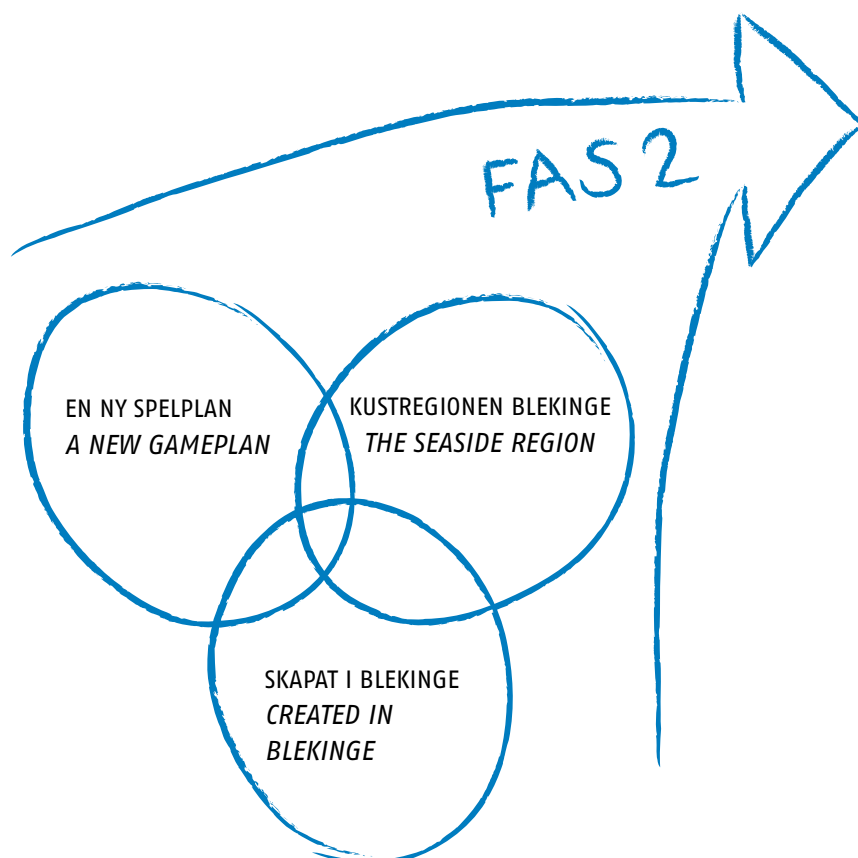 FAS 2
EN NY SPELPLAN
A NEW GAMEPLAN
KUSTREGIONEN BLEKINGE
THE SEASIDE REGION
SKAPAT I BLEKINGE
CREATED IN
BLEKINGE